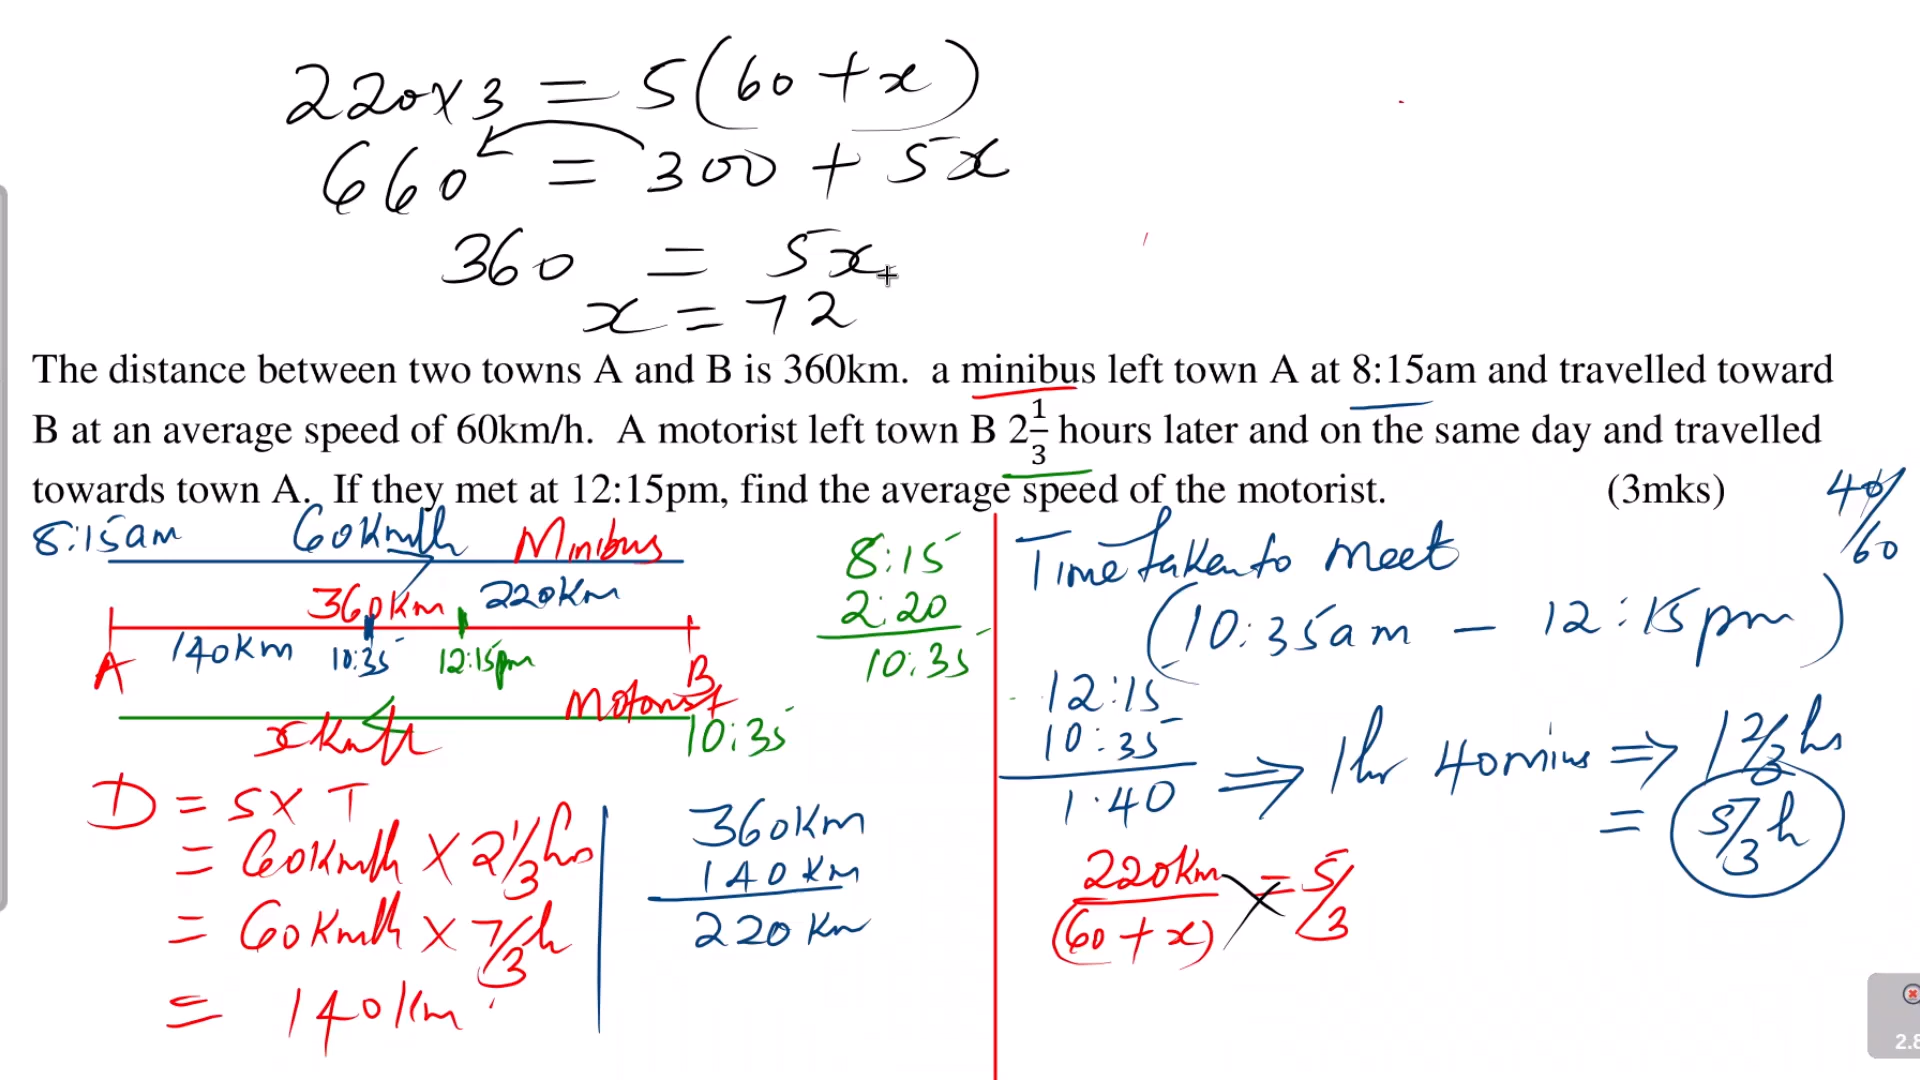 220x3 = 5(60 + x)
660 = 300 + 5x
360 = 5x
x = 72
The distance between two towns A and B is 360km. a minibus left town A at 8:15am and travelled toward
B at an average speed of 60km/h. A motorist left town B 2 1/3 hours later and on the same day and travelled
towards town A. If they met at 12:15pm, find the average speed of the motorist. (3mks)
40/60
8:15am 60Km/h Minibus
360Km 220Km
140Km 10:35 12:15pm
A B
Motorist
xKm/h 10:35
8:15
2:20
10:35
D = S x T
= 60Km/h x 2 1/3 hrs
= 60Km/h x 7/3 h
= 140Km
360Km
140Km
220Km
Time taken to meet
(10:35am - 12:15pm)
12:15
10:35
1.40 ⇒ 1hr 40mins ⇒ 1 2/3 hs
= 5/3 h
220Km/(60 + x) = 5/3
2.8